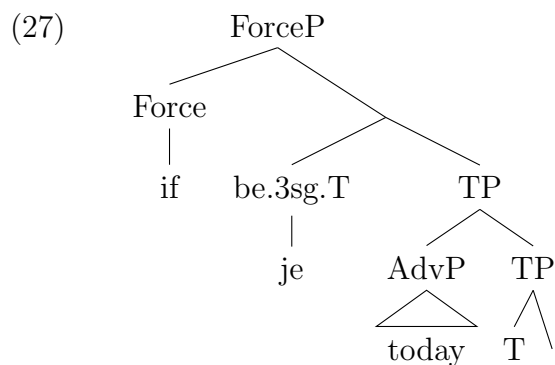 (27) ForceP
Force
if be.3sg.T TP
je AdvP TP
today T